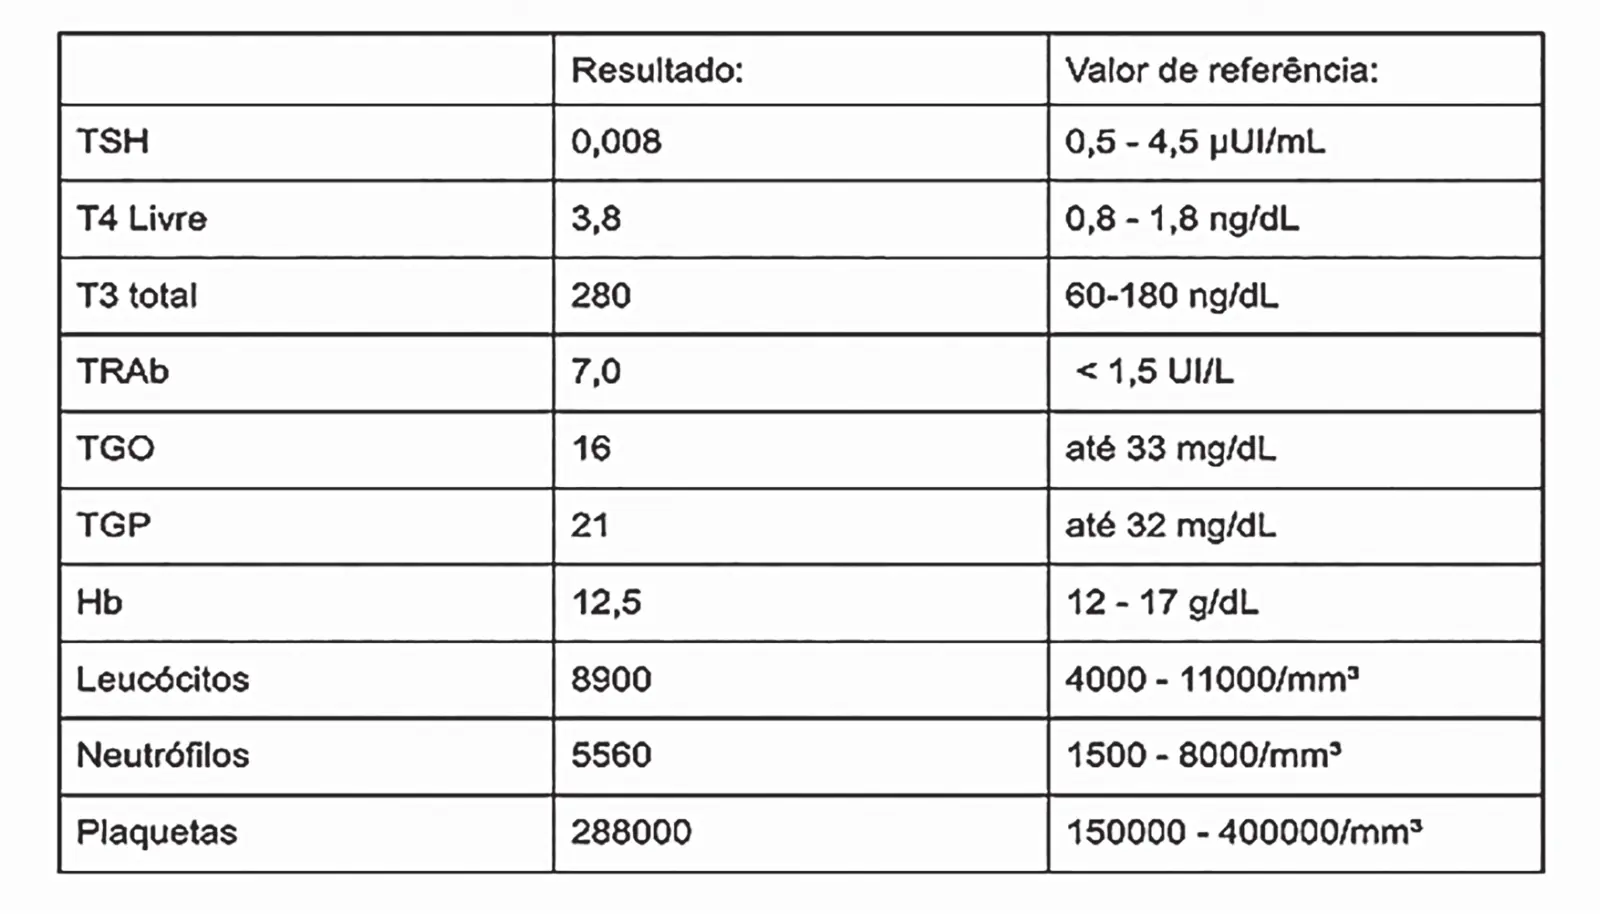 Resultado: Valor de referência:
TSH 0,008 0,5 - 4,5 µUI/mL
T4 Livre 3,8 0,8 - 1,8 ng/dL
T3 total 280 60-180 ng/dL
TRAb 7,0 < 1,5 UI/L
TGO 16 até 33 mg/dL
TGP 21 até 32 mg/dL
Hb 12,5 12 - 17 g/dL
Leucócitos 8900 4000 - 11000/mm³
Neutrófilos 5560 1500 - 8000/mm³
Plaquetas 288000 150000 - 400000/mm³